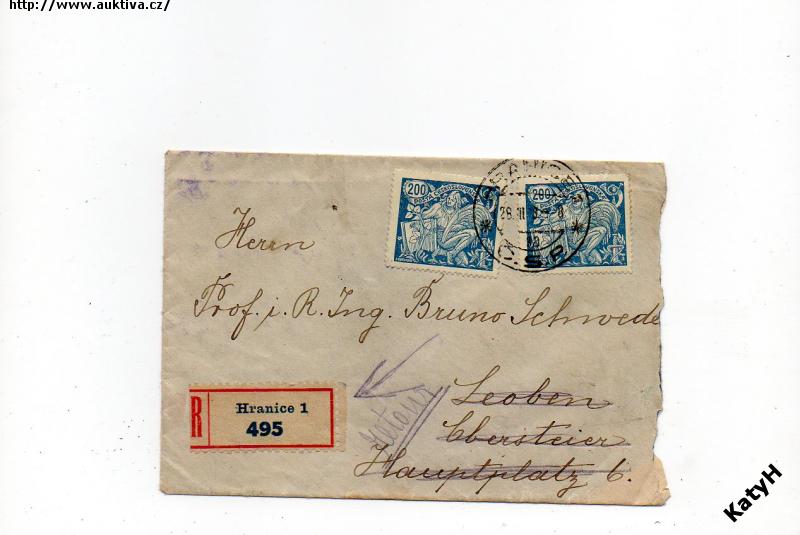 http://www.auktiva.cz/
200
200
Č.S.P.
Herrn
Prof. i. R. Ing. Bruno Schwede
R
Hranice 1
495
Leoben
Obersteier
Hauptplatz 6.
KatyH